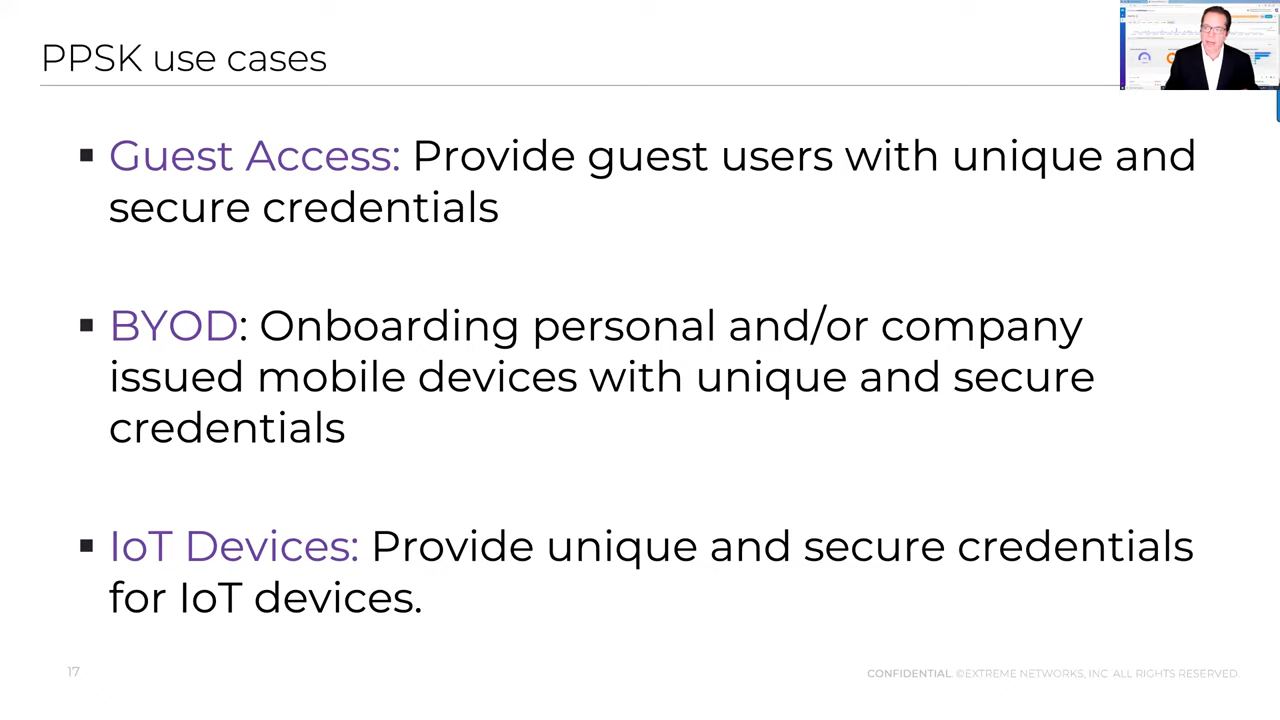 PPSK use cases
▪ Guest Access: Provide guest users with unique and
secure credentials
▪ BYOD: Onboarding personal and/or company
issued mobile devices with unique and secure
credentials
▪ IoT Devices: Provide unique and secure credentials
for IoT devices.
17
CONFIDENTIAL. ©EXTREME NETWORKS, INC. ALL RIGHTS RESERVED.